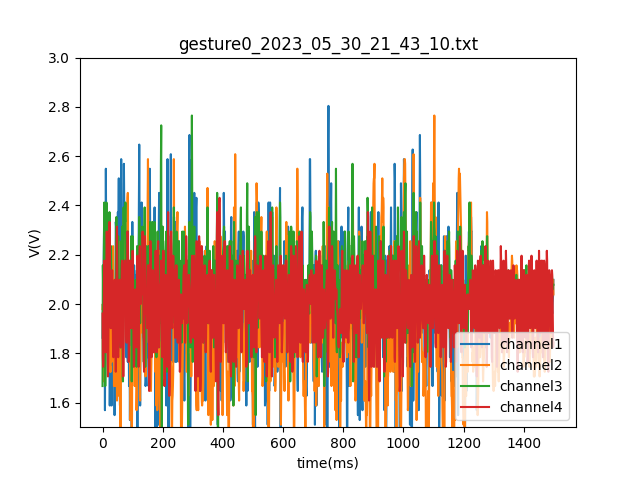 gesture0_2023_05_30_21_43_10.txt
3.0
2.8
2.6
2.4
2.2
2.0
1.8
1.6
V(V)
channel1
channel2
channel3
channel4
0 200 400 600 800 1000 1200 1400
time(ms)